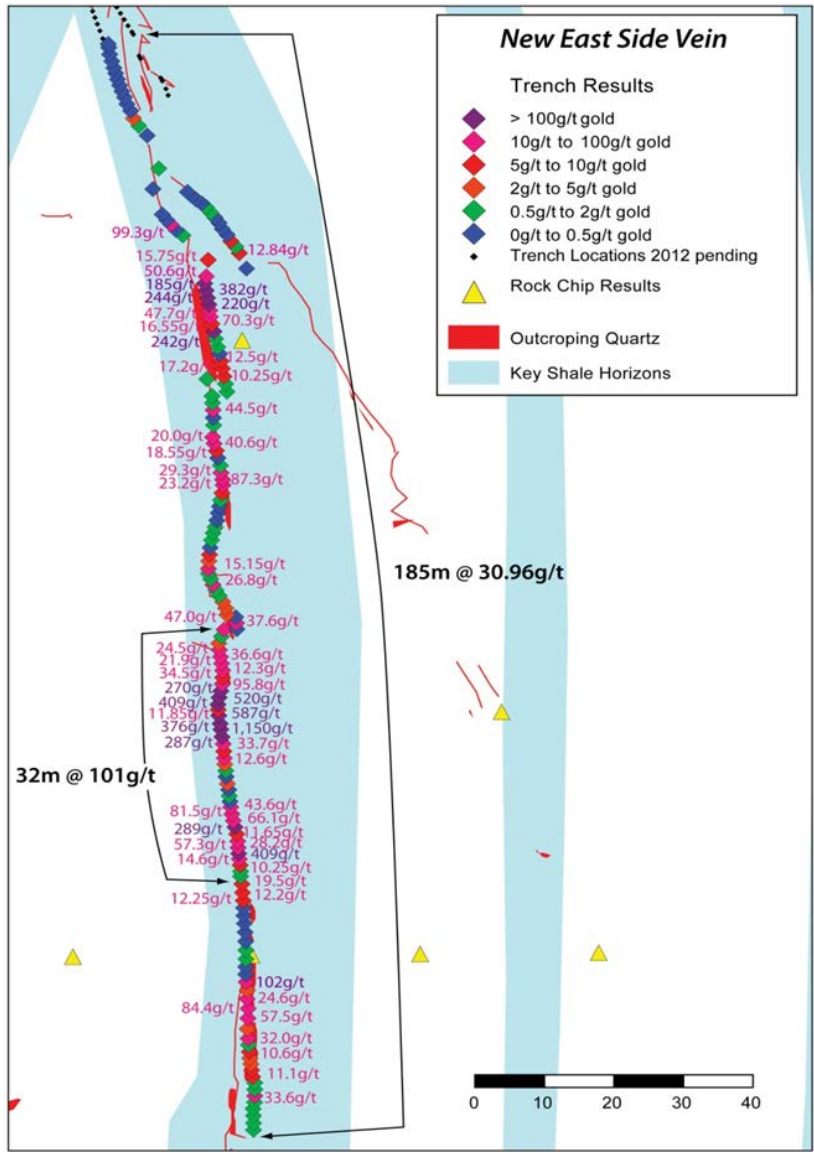 New East Side Vein
Trench Results
> 100g/t gold
10g/t to 100g/t gold
5g/t to 10g/t gold
2g/t to 5g/t gold
0.5g/t to 2g/t gold
0g/t to 0.5g/t gold
Trench Locations 2012 pending
Rock Chip Results
Outcroping Quartz
Key Shale Horizons
99.3g/t
12.84g/t
15.75g/t
50.6g/t
185g/t
382g/t
244g/t
220g/t
47.7g/t
70.3g/t
16.55g/t
242g/t
12.5g/t
17.2g/t
10.25g/t
44.5g/t
20.0g/t
40.6g/t
18.55g/t
29.3g/t
87.3g/t
23.2g/t
15.15g/t
185m @ 30.96g/t
26.8g/t
47.0g/t
37.6g/t
24.5g/t
36.6g/t
21.9g/t
12.3g/t
34.5g/t
95.8g/t
270g/t
520g/t
409g/t
587g/t
11.85g/t
376g/t
1,150g/t
287g/t
33.7g/t
12.6g/t
32m @ 101g/t
43.6g/t
81.5g/t
66.1g/t
289g/t
11.65g/t
57.3g/t
28.2g/t
14.6g/t
409g/t
10.25g/t
19.5g/t
12.25g/t
12.2g/t
102g/t
24.6g/t
84.4g/t
57.5g/t
32.0g/t
10.6g/t
11.1g/t
33.6g/t
0 10 20 30 40